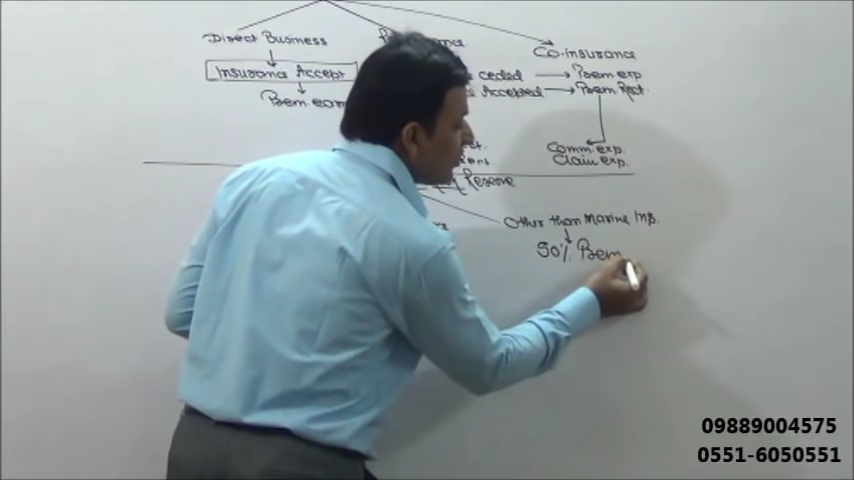 Direct Business
Co-insurance
Insurance Accept
ceded → Prem exp
Accepted → Prem Rect.
Prem. earn
Comm. exp.
Claim exp.
Reserve
Other than Marine Ins.
50% Prem
09889004575
0551-6050551